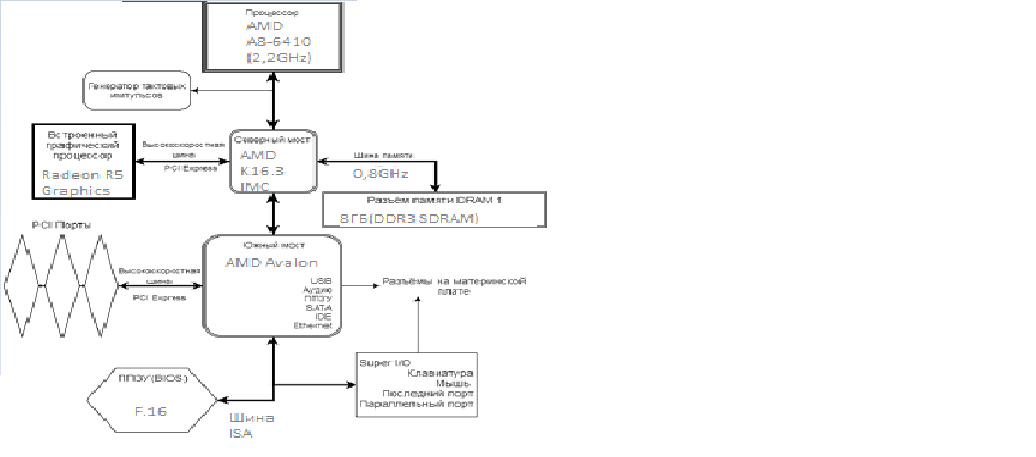 Процессор
AMD
A8-6410
(2,2GHz)
Генератор тактовых
импульсов
Встроенный
графический
процессор
Radeon R5
Graphics
Высокоскоростная
шина
PCI Express
Северный мост
AMD
K16.3
IMC
Шина памяти
0,8GHz
Разъём памяти DRAM 1
8Гб(DDR3 SDRAM)
PCI Порты
Высокоскоростная
шина
PCI Express
Южный мост
AMD Avalon
USB
Аудио
ППЗУ
SATA
IDE
Ethernet
Разъёмы на материнской
плате
Super I/O
Клавиатура
Мышь
Последний порт
Параллельный порт
ППЗУ(BIOS)
F.16
Шина
ISA